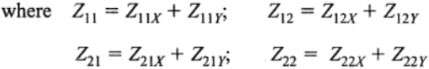 where Z₁₁ = Z₁₁X + Z₁₁Y; Z₁₂ = Z₁₂X + Z₁₂Y
Z₂₁ = Z₂₁X + Z₂₁Y; Z₂₂ = Z₂₂X + Z₂₂Y